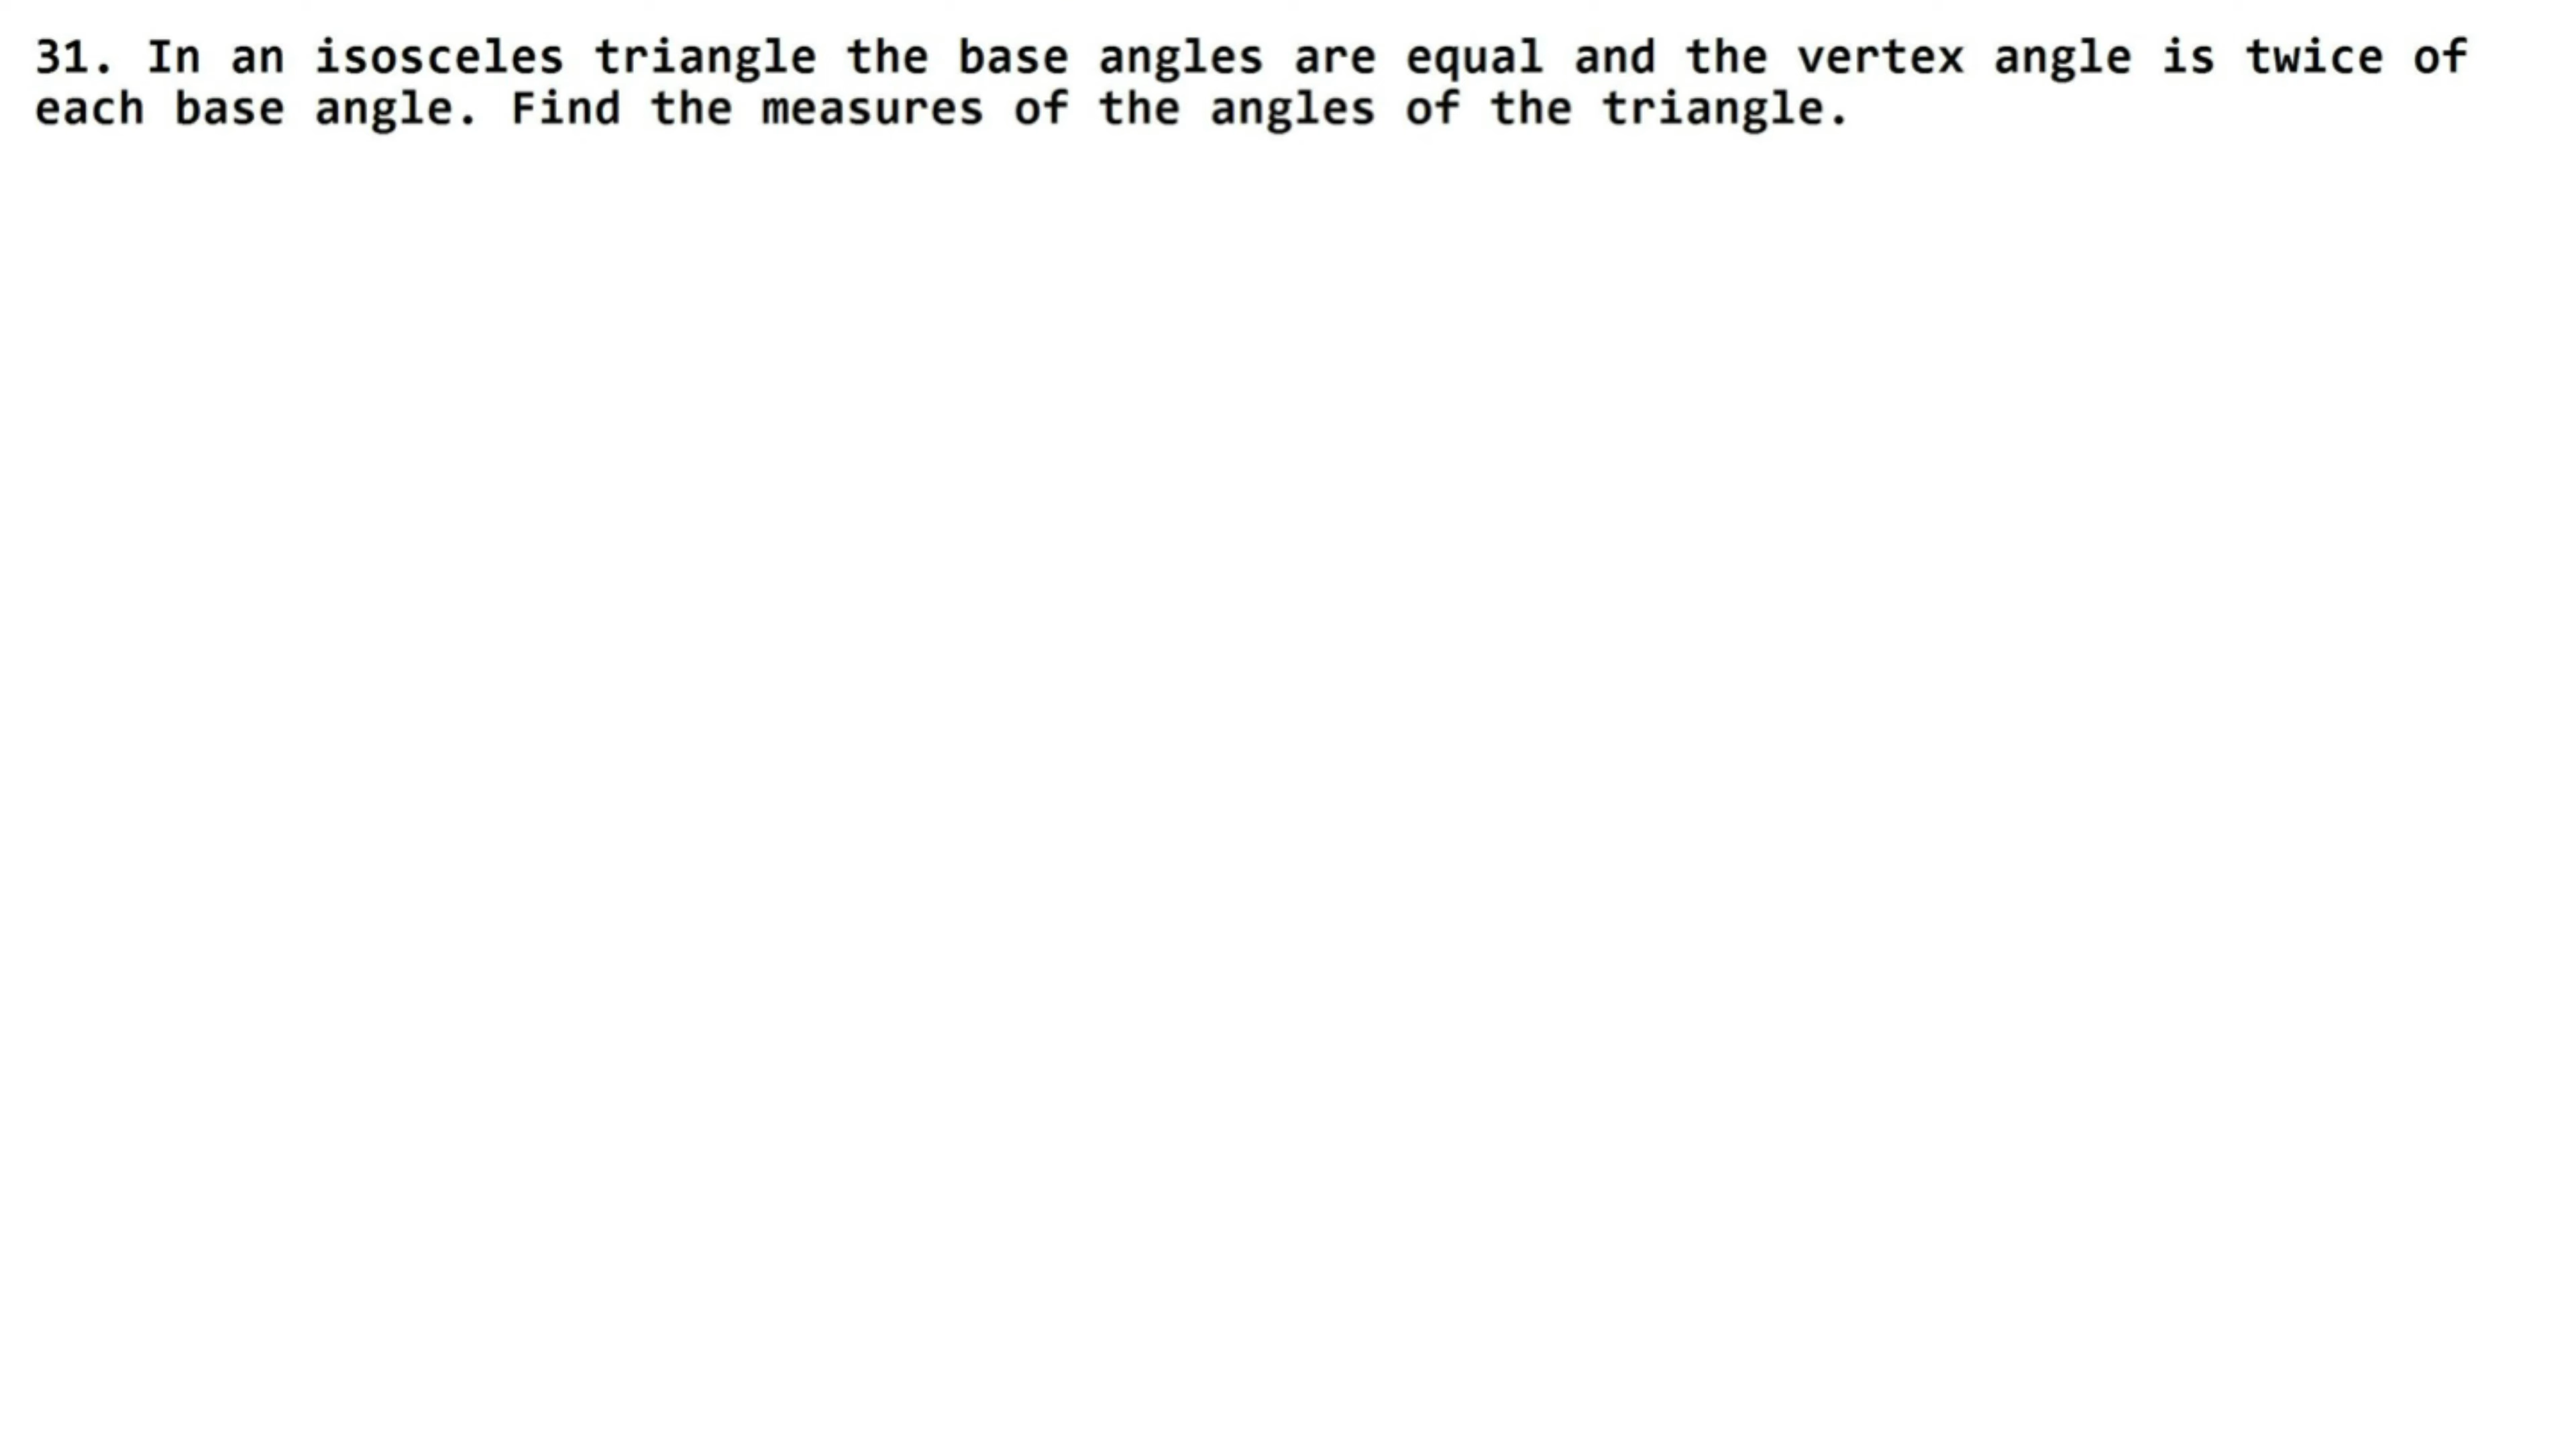 31. In an isosceles triangle the base angles are equal and the vertex angle is twice of
each base angle. Find the measures of the angles of the triangle.